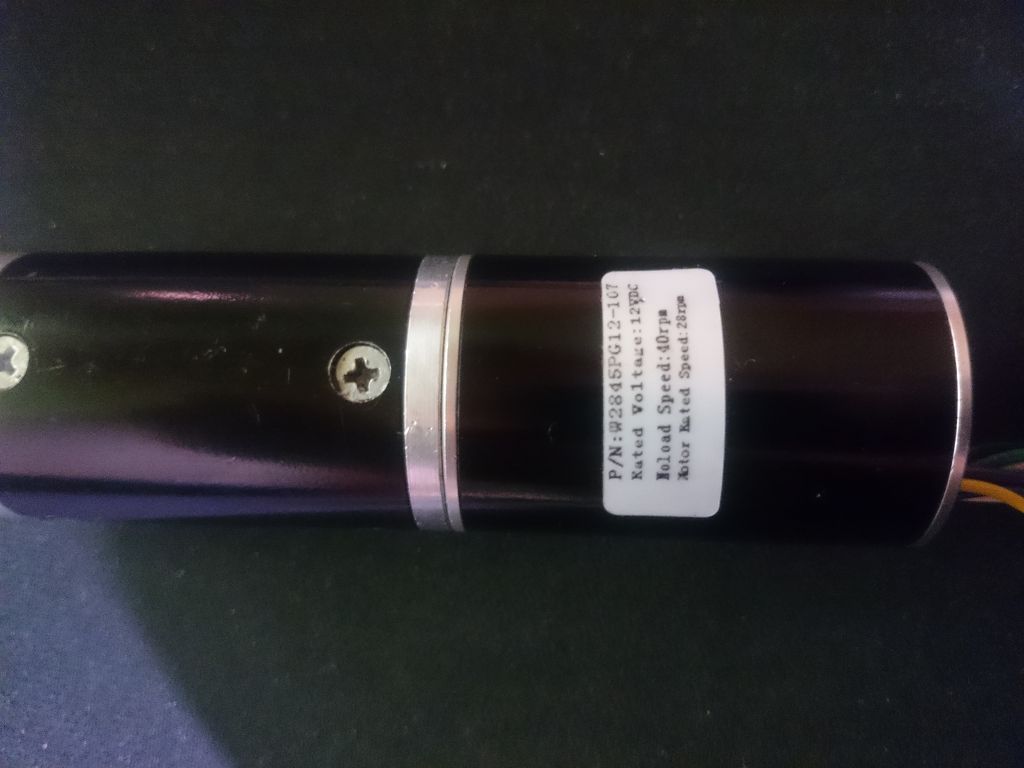 P/N:W2845PG12-107
Rated Voltage:12VDC
Noload Speed:40rpm
Motor Rated Speed:28rpm